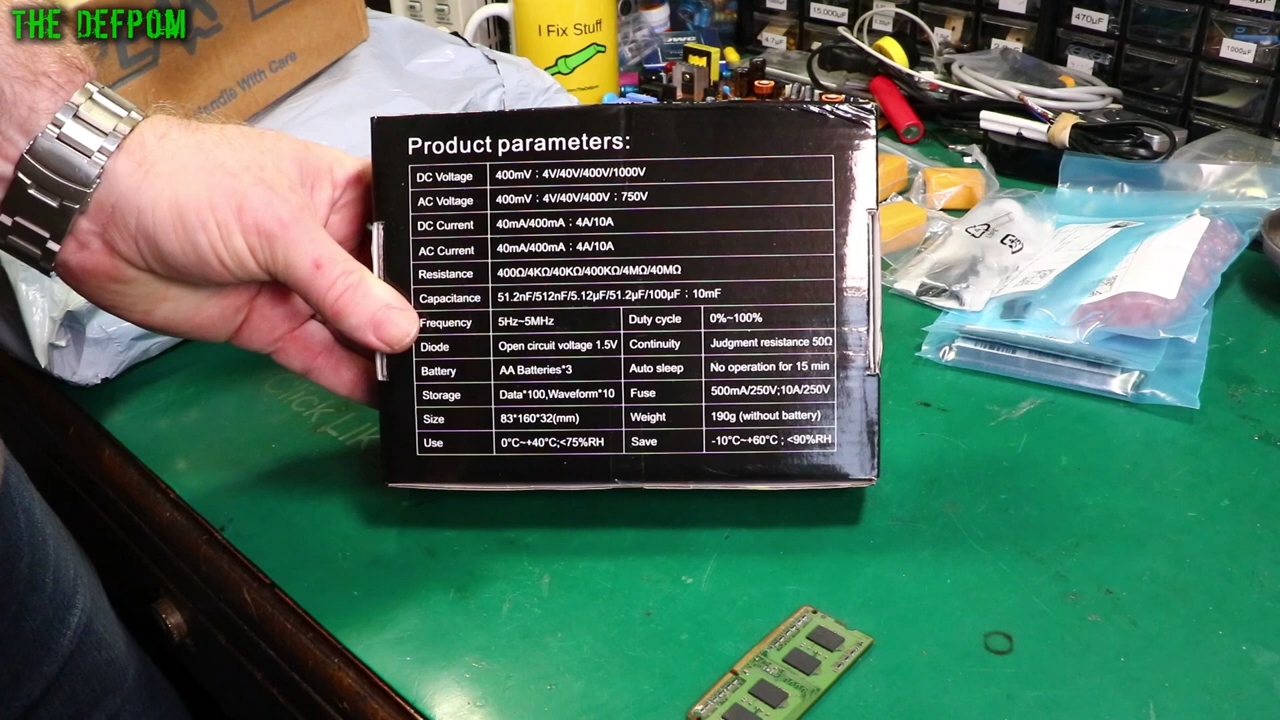 THE DEFPOM
Handle With Care
I Fix Stuff
15.000µF
470µF
4.7µF
1000µF
Product parameters:
DC Voltage 400mV ; 4V/40V/400V/1000V
AC Voltage 400mV ; 4V/40V/400V ; 750V
DC Current 40mA/400mA ; 4A/10A
AC Current 40mA/400mA ; 4A/10A
Resistance 400Ω/4KΩ/40KΩ/400KΩ/4MΩ/40MΩ
Capacitance 51.2nF/512nF/5.12µF/51.2µF/100µF ; 10mF
Frequency 5Hz~5MHz Duty cycle 0%~100%
Diode Open circuit voltage 1.5V Continuity Judgment resistance 50Ω
Battery AA Batteries*3 Auto sleep No operation for 15 min
Storage Data*100,Waveform*10 Fuse 500mA/250V;10A/250V
Size 83*160*32(mm) Weight 190g (without battery)
Use 0°C~+40°C;<75%RH Save -10°C~+60°C ; <90%RH
CLICK LIK